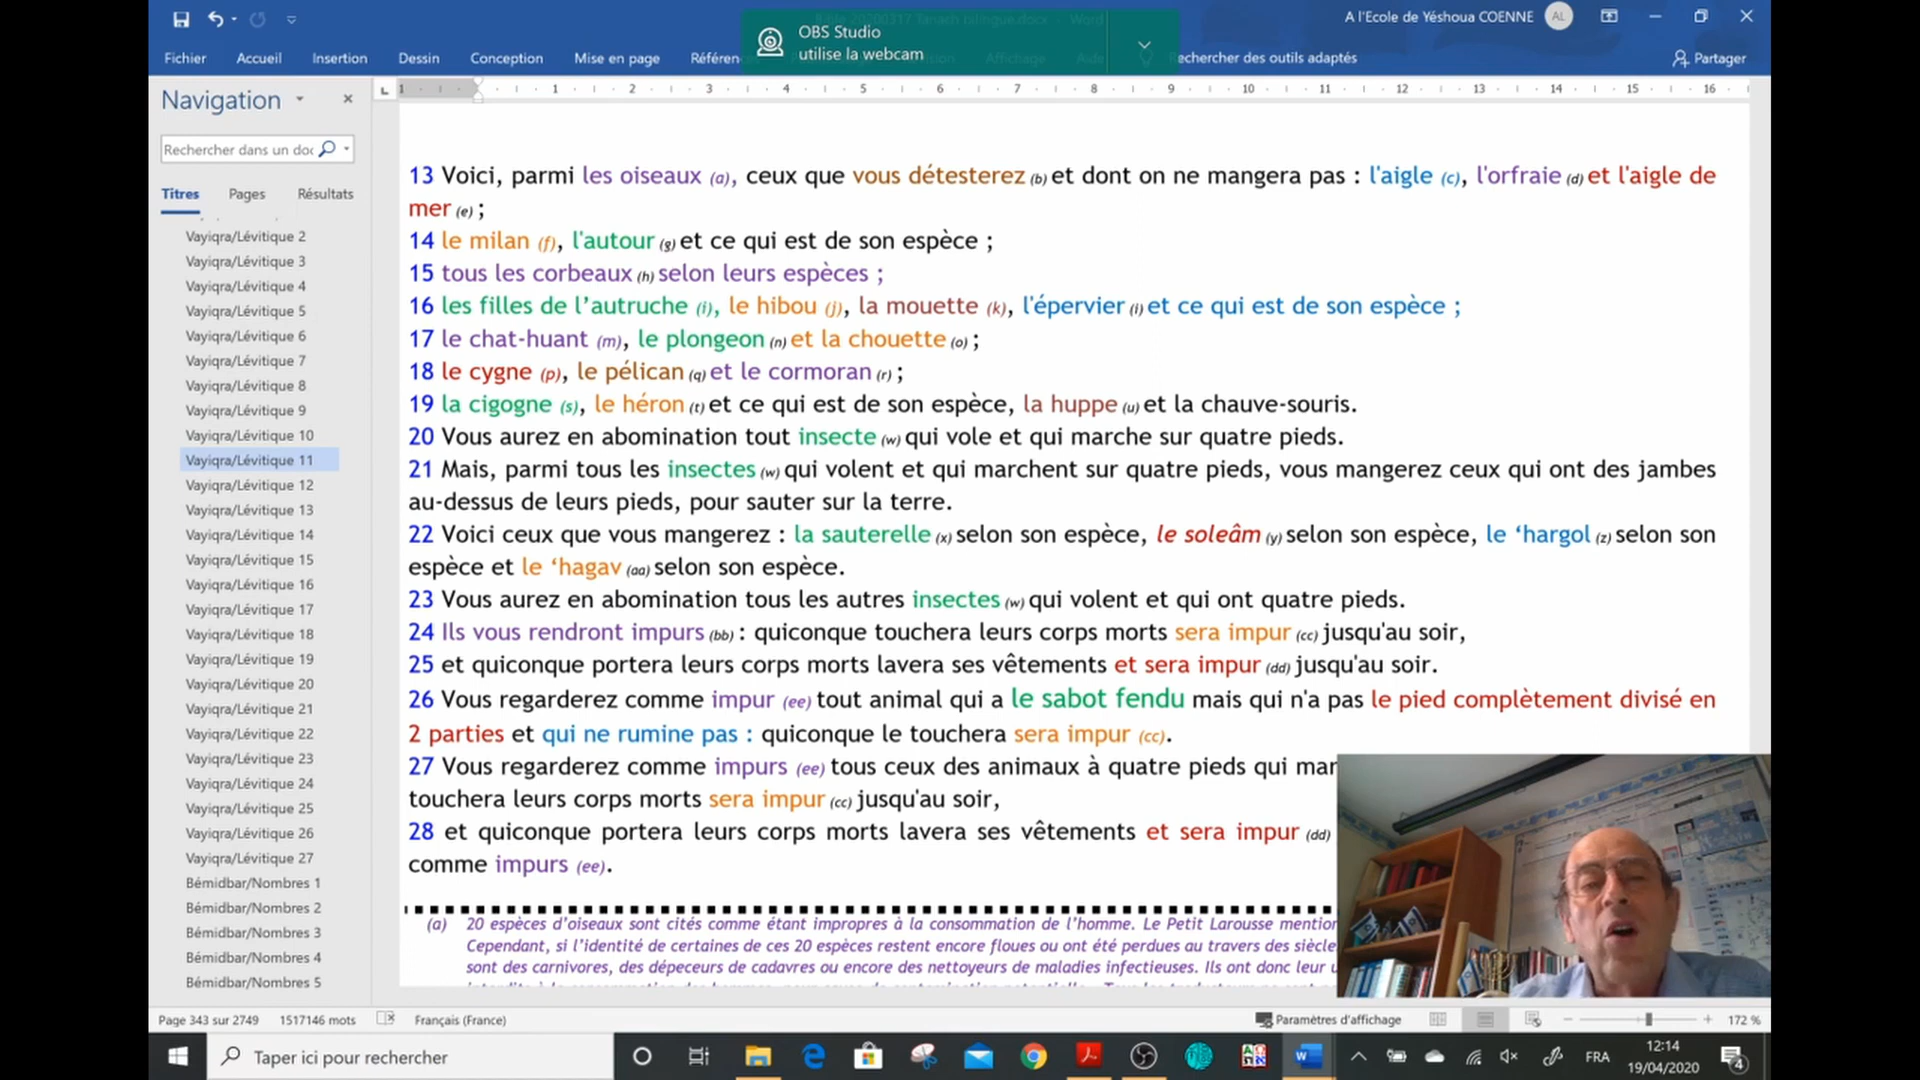 A l'Ecole de Yéshoua COENNE
AL
OBS Studio
utilise la webcam
Fichier
Accueil
Insertion
Dessin
Conception
Mise en page
Référen
Rechercher des outils adaptés
Partager
Navigation
1 1 2 3 4 5 6 7 8 9 10 11 12 13 14 15 16
Rechercher dans un doc
Titres
Pages
Résultats
Vayiqra/Lévitique 2
Vayiqra/Lévitique 3
Vayiqra/Lévitique 4
Vayiqra/Lévitique 5
Vayiqra/Lévitique 6
Vayiqra/Lévitique 7
Vayiqra/Lévitique 8
Vayiqra/Lévitique 9
Vayiqra/Lévitique 10
Vayiqra/Lévitique 11
Vayiqra/Lévitique 12
Vayiqra/Lévitique 13
Vayiqra/Lévitique 14
Vayiqra/Lévitique 15
Vayiqra/Lévitique 16
Vayiqra/Lévitique 17
Vayiqra/Lévitique 18
Vayiqra/Lévitique 19
Vayiqra/Lévitique 20
Vayiqra/Lévitique 21
Vayiqra/Lévitique 22
Vayiqra/Lévitique 23
Vayiqra/Lévitique 24
Vayiqra/Lévitique 25
Vayiqra/Lévitique 26
Vayiqra/Lévitique 27
Bémidbar/Nombres 1
Bémidbar/Nombres 2
Bémidbar/Nombres 3
Bémidbar/Nombres 4
Bémidbar/Nombres 5
13 Voici, parmi les oiseaux (a), ceux que vous détesterez (b) et dont on ne mangera pas : l'aigle (c), l'orfraie (d) et l'aigle de
mer (e) ;
14 le milan (f), l'autour (g) et ce qui est de son espèce ;
15 tous les corbeaux (h) selon leurs espèces ;
16 les filles de l’autruche (i), le hibou (j), la mouette (k), l'épervier (i) et ce qui est de son espèce ;
17 le chat-huant (m), le plongeon (n) et la chouette (o) ;
18 le cygne (p), le pélican (q) et le cormoran (r) ;
19 la cigogne (s), le héron (t) et ce qui est de son espèce, la huppe (u) et la chauve-souris.
20 Vous aurez en abomination tout insecte (w) qui vole et qui marche sur quatre pieds.
21 Mais, parmi tous les insectes (w) qui volent et qui marchent sur quatre pieds, vous mangerez ceux qui ont des jambes
au-dessus de leurs pieds, pour sauter sur la terre.
22 Voici ceux que vous mangerez : la sauterelle (x) selon son espèce, le soleâm (y) selon son espèce, le ‘hargol (z) selon son
espèce et le ‘hagav (aa) selon son espèce.
23 Vous aurez en abomination tous les autres insectes (w) qui volent et qui ont quatre pieds.
24 Ils vous rendront impurs (bb) : quiconque touchera leurs corps morts sera impur (cc) jusqu'au soir,
25 et quiconque portera leurs corps morts lavera ses vêtements et sera impur (dd) jusqu'au soir.
26 Vous regarderez comme impur (ee) tout animal qui a le sabot fendu mais qui n'a pas le pied complètement divisé en
2 parties et qui ne rumine pas : quiconque le touchera sera impur (cc).
27 Vous regarderez comme impurs (ee) tous ceux des animaux à quatre pieds qui mar
touchera leurs corps morts sera impur (cc) jusqu'au soir,
28 et quiconque portera leurs corps morts lavera ses vêtements et sera impur (dd)
comme impurs (ee).
(a) 20 espèces d’oiseaux sont cités comme étant impropres à la consommation de l’homme. Le Petit Larousse mention
Cependant, si l’identité de certaines de ces 20 espèces restent encore floues ou ont été perdues au travers des siècle
sont des carnivores, des dépeceurs de cadavres ou encore des nettoyeurs de maladies infectieuses. Ils ont donc leur
Page 343 sur 2749
1517146 mots
Français (France)
Paramètres d'affichage
172 %
Taper ici pour rechercher
FRA
12:14
19/04/2020
4